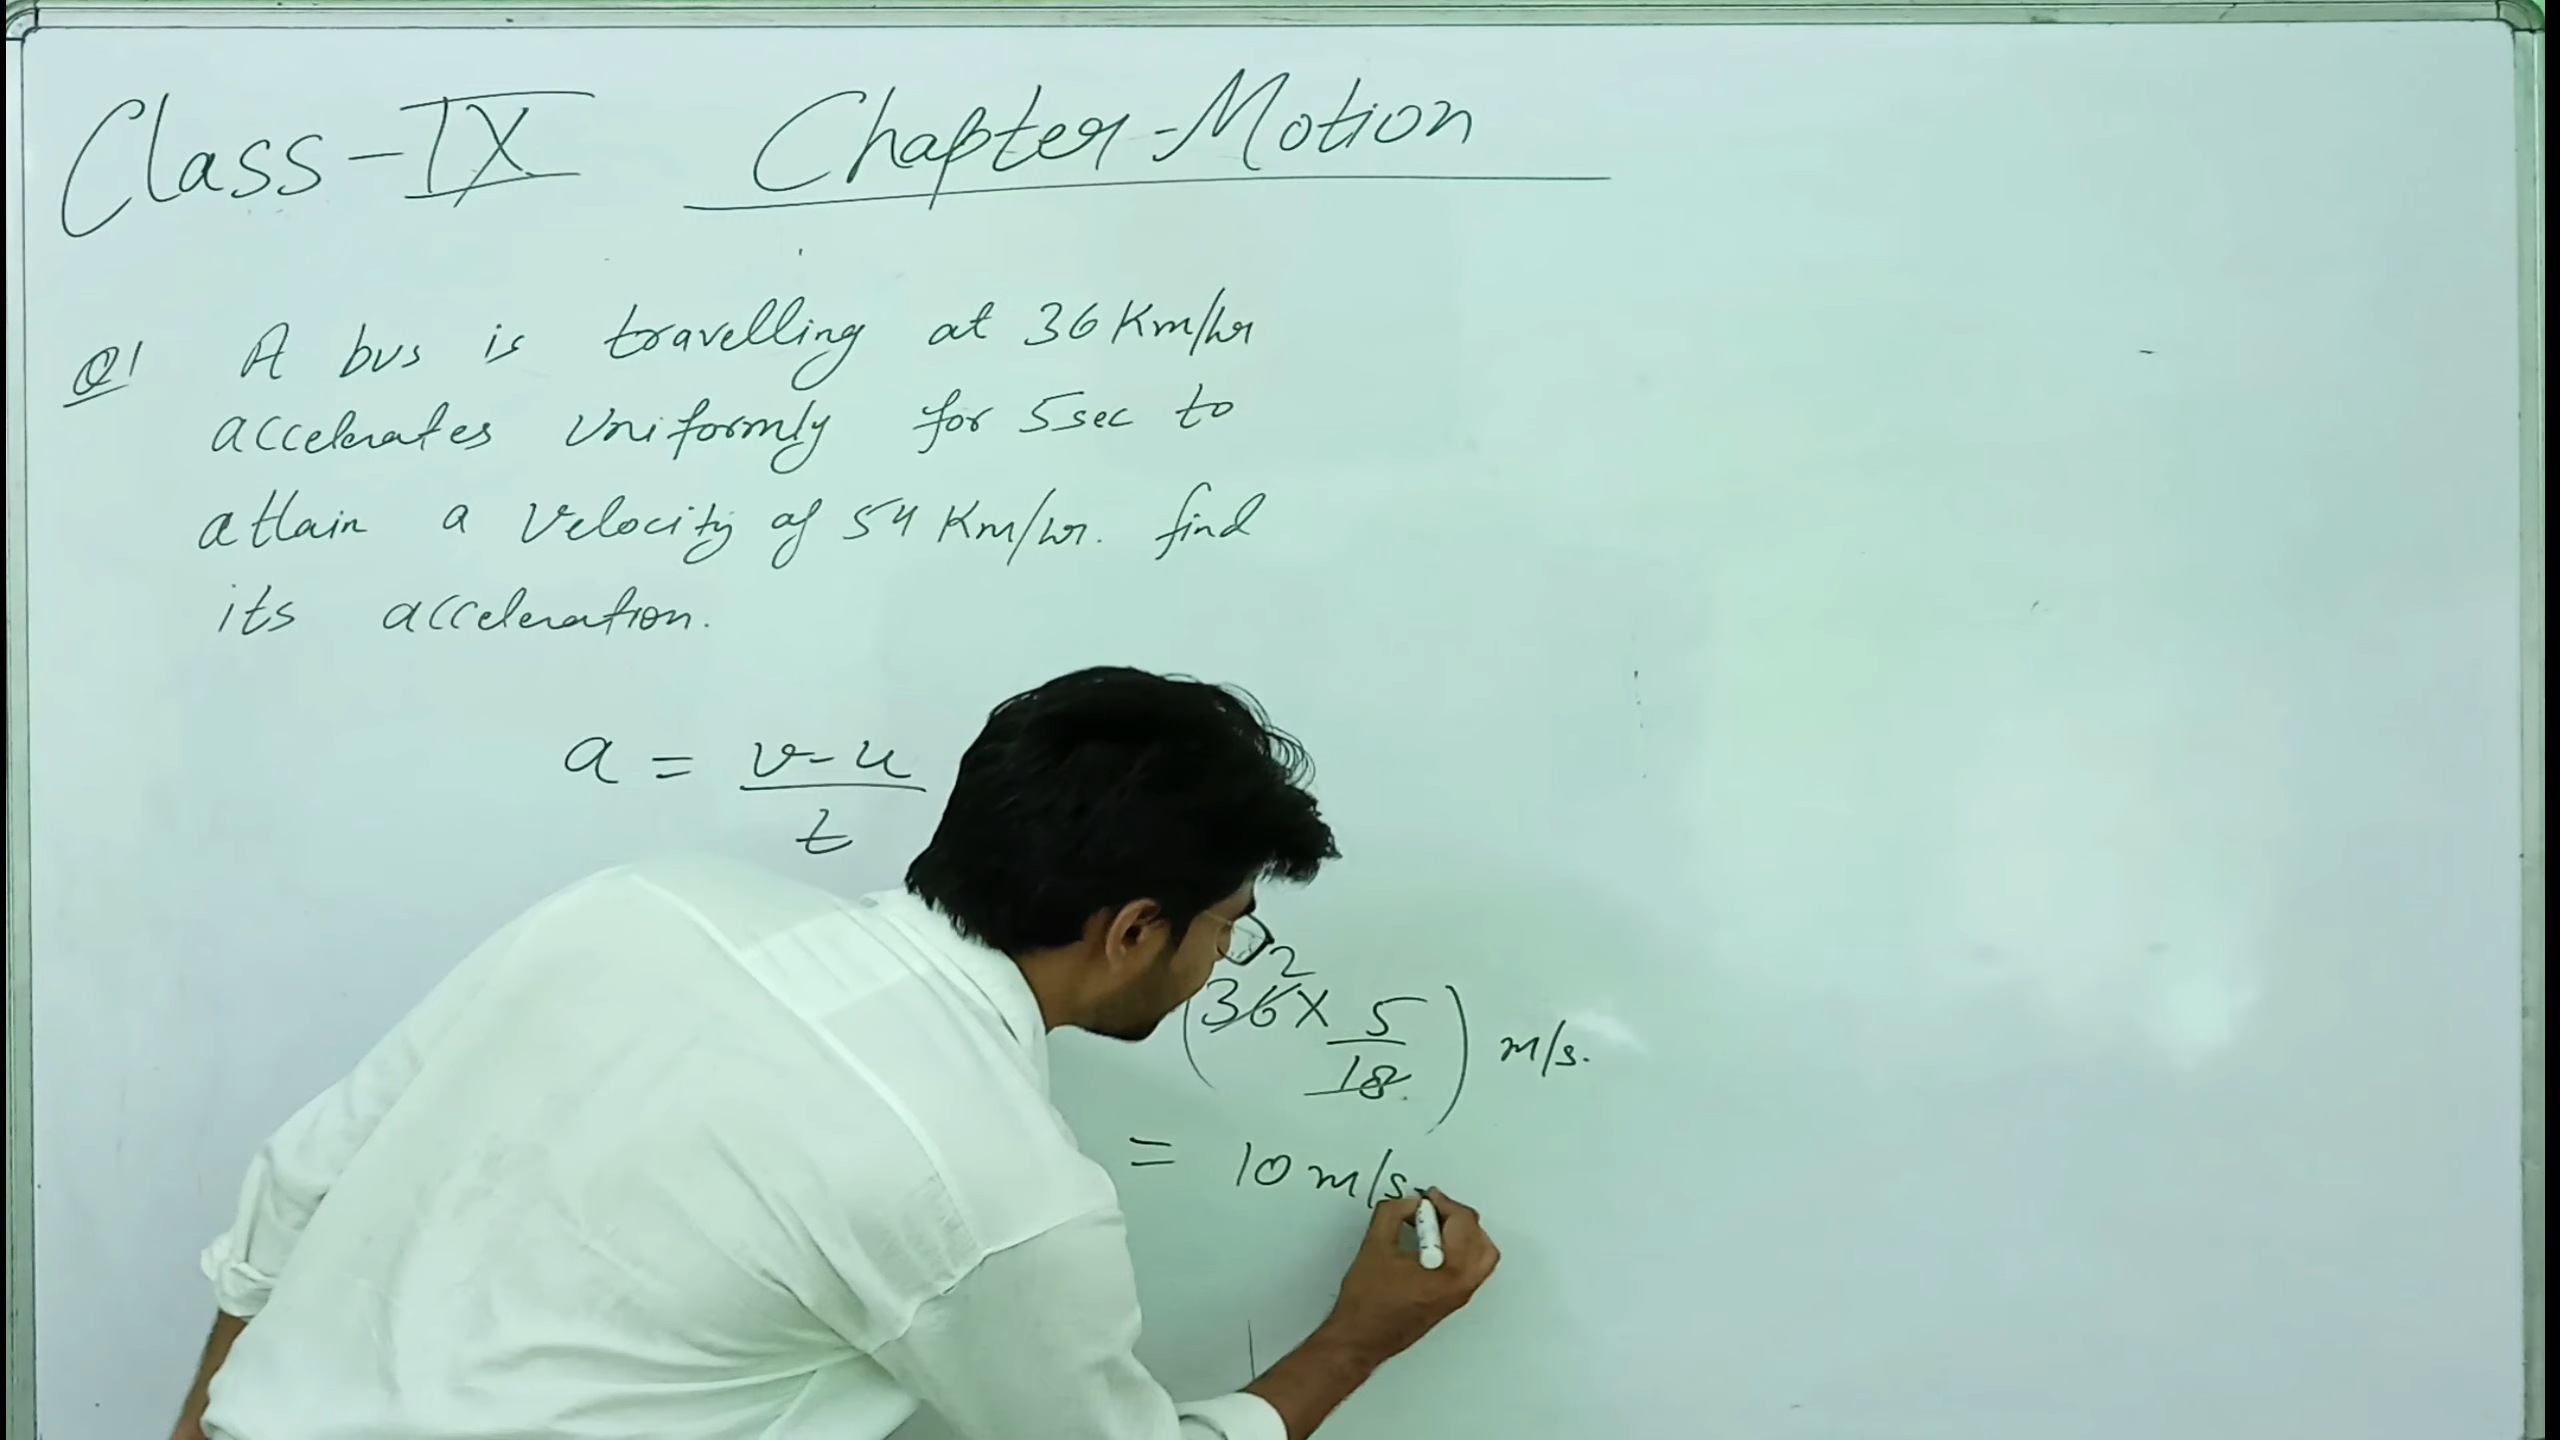 Class-IX Chapter-Motion
Q1 A bus is travelling at 36 Km/hr
accelerates Uniformly for 5sec to
attain a Velocity of 54 Km/hr. find
its acceleration.
a = v-u
t
2
(36 X 5/18) m/s.
= 10 m/s